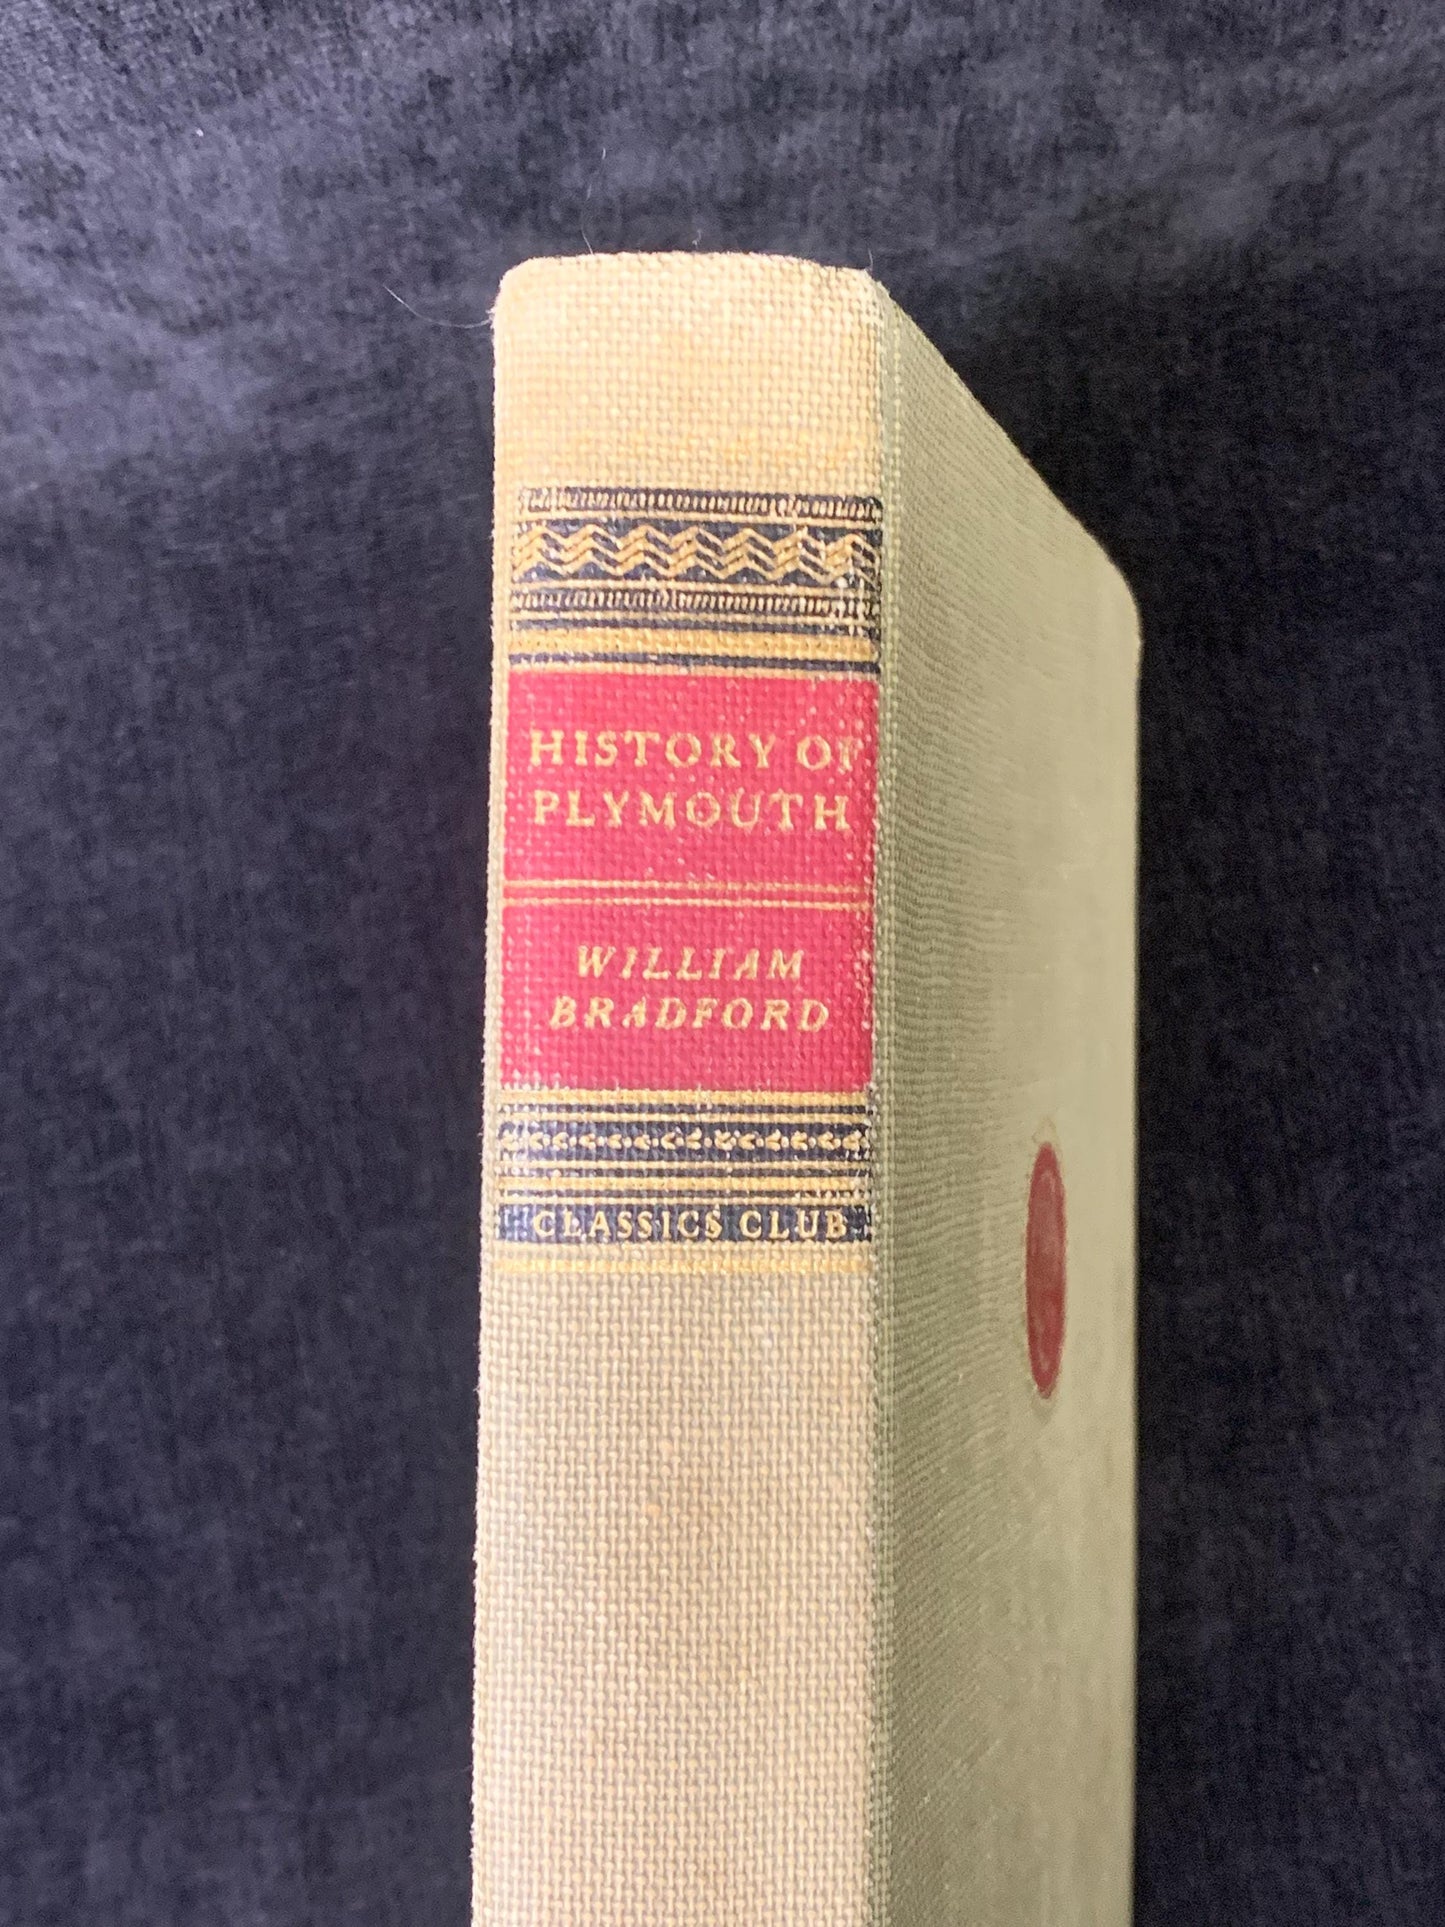 HISTORY OF
PLYMOUTH
WILLIAM
BRADFORD
CLASSICS CLUB